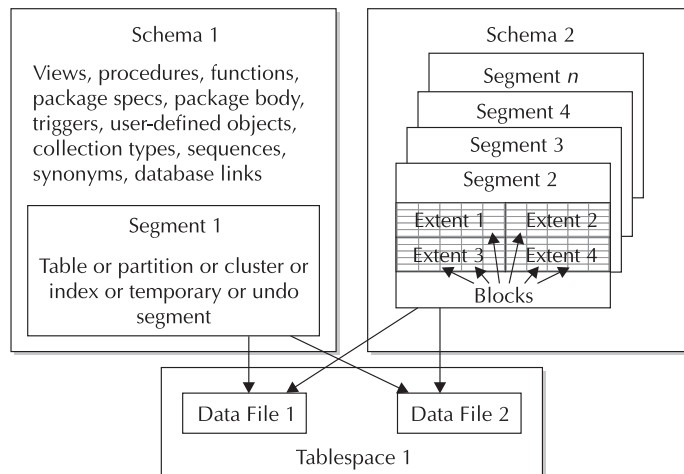 Schema 1
Views, procedures, functions,
package specs, package body,
triggers, user-defined objects,
collection types, sequences,
synonyms, database links
Segment 1
Table or partition or cluster or
index or temporary or undo
segment
Schema 2
Segment n
Segment 4
Segment 3
Segment 2
Extent 1 Extent 2
Extent 3 Extent 4
Blocks
Data File 1 Data File 2
Tablespace 1